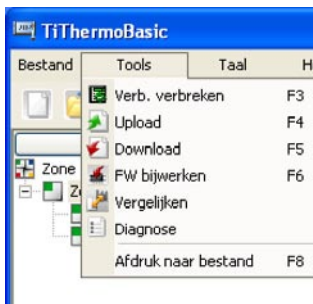 TiThermoBasic
Bestand Tools Taal H
Verb. verbreken F3
Upload F4
Download F5
FW bijwerken F6
Vergelijken
Diagnose
Afdruk naar bestand F8
Zone